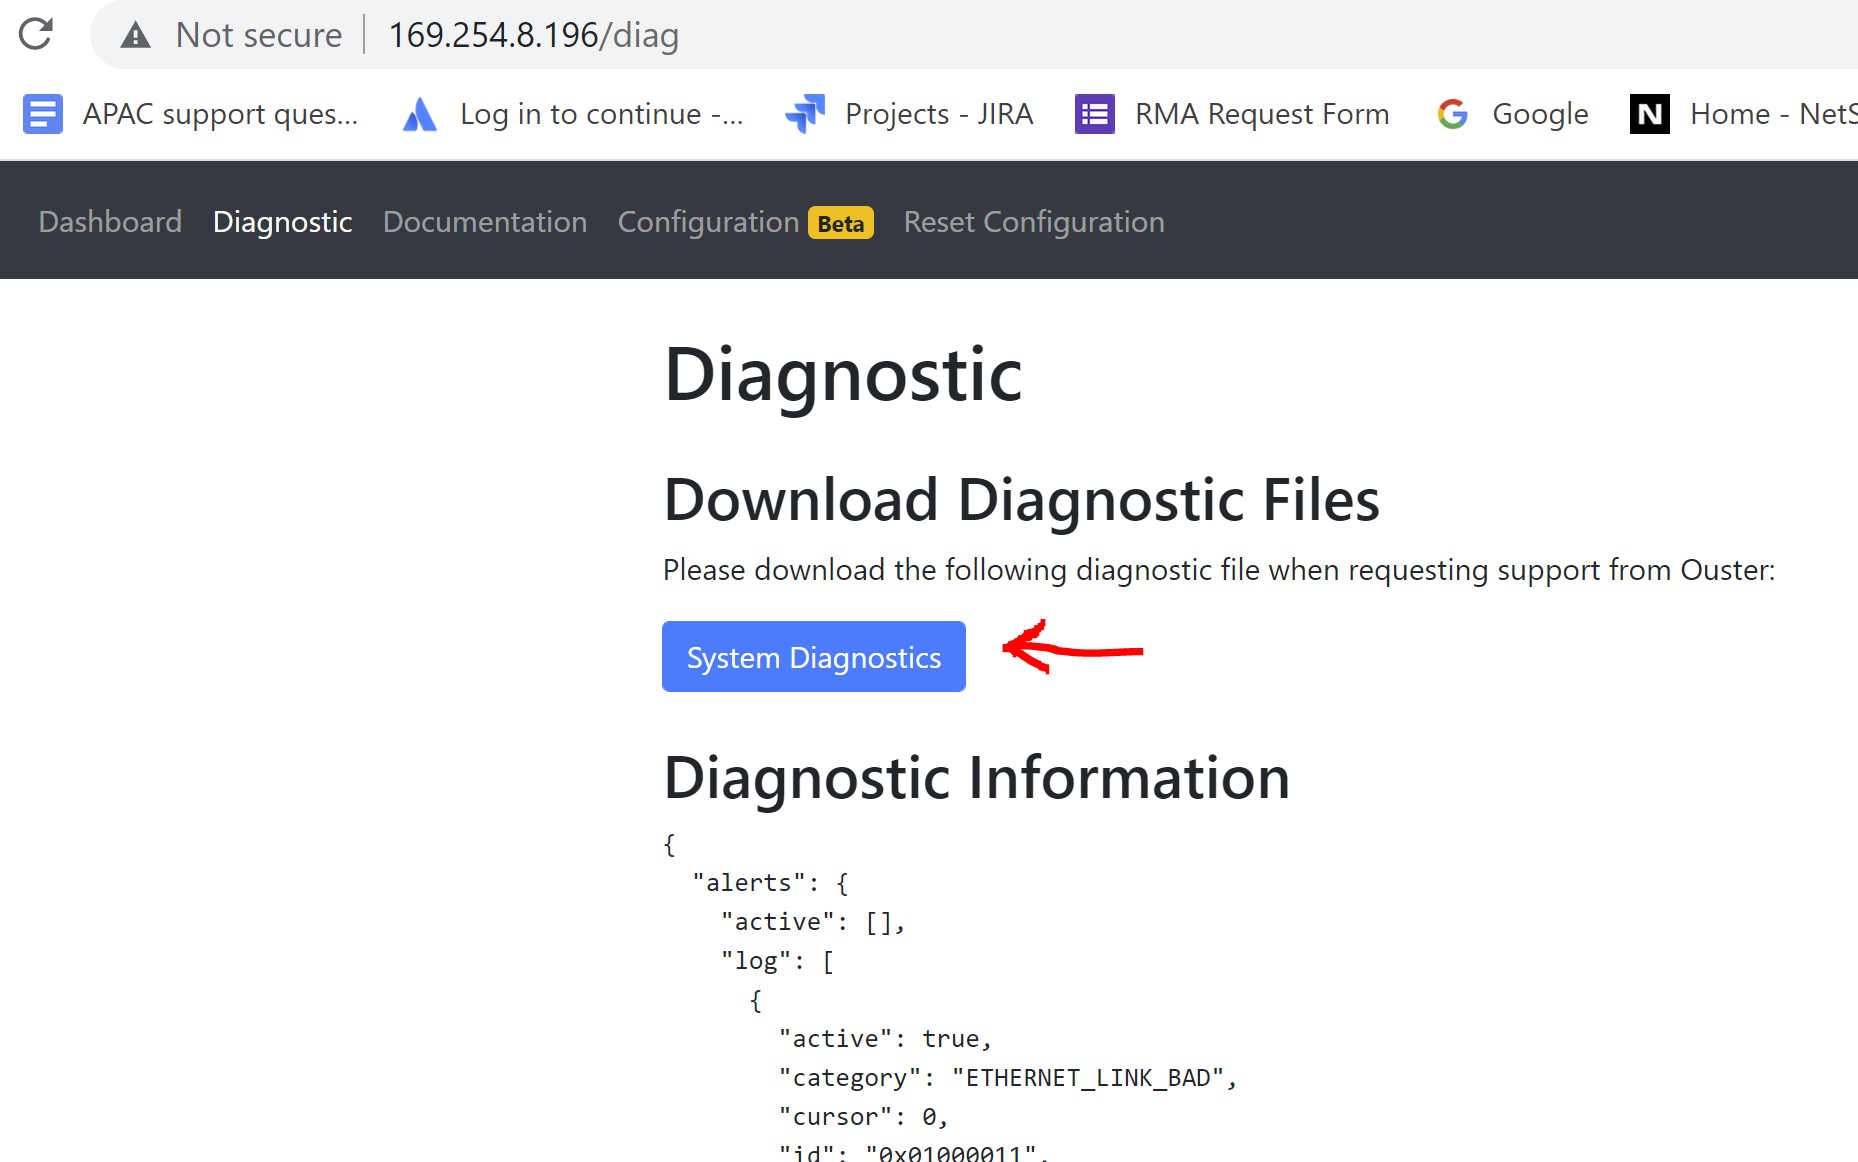 Not secure | 169.254.8.196/diag
APAC support ques... Log in to continue -... Projects - JIRA RMA Request Form Google Home - NetS
Dashboard Diagnostic Documentation Configuration Beta Reset Configuration
Diagnostic
Download Diagnostic Files
Please download the following diagnostic file when requesting support from Ouster:
System Diagnostics
Diagnostic Information
{
"alerts": {
"active": [],
"log": [
{
"active": true,
"category": "ETHERNET_LINK_BAD",
"cursor": 0,
"id": "0x01000011",